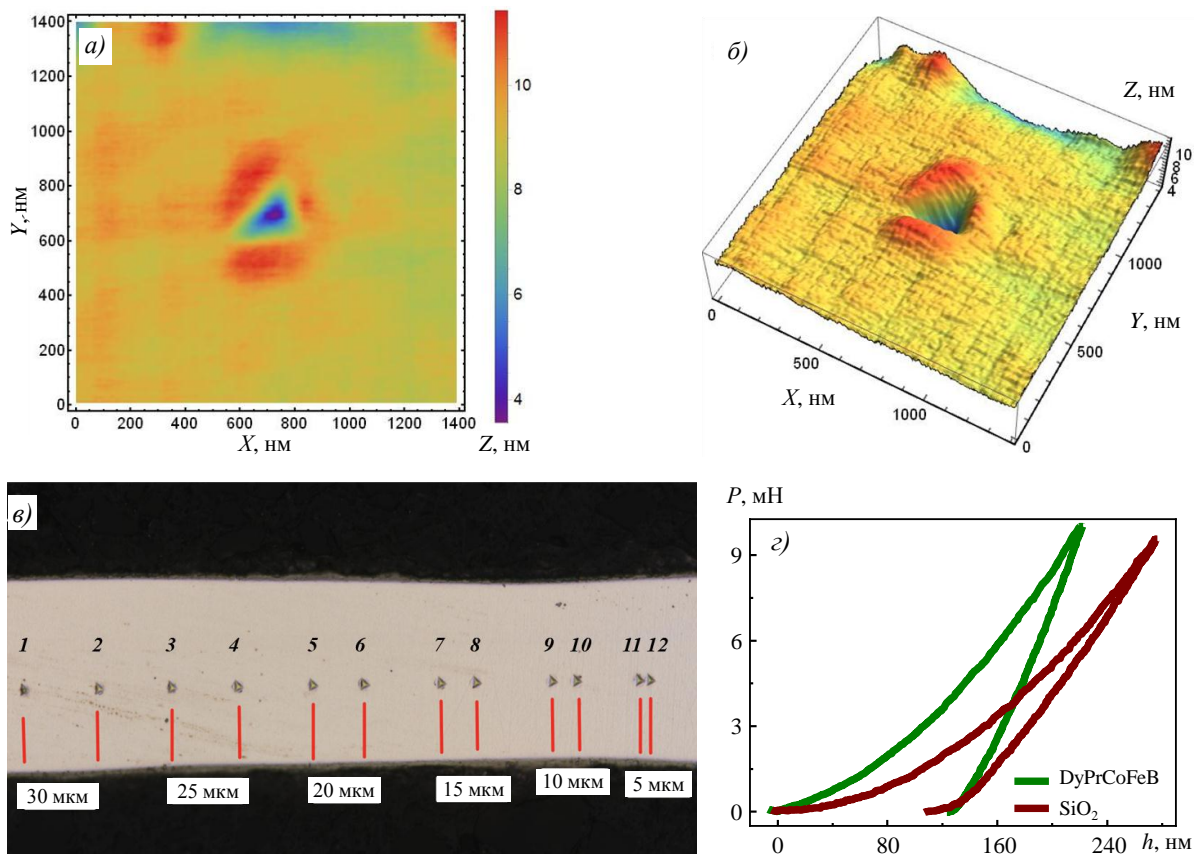 а)
1400
1200
1000
800
600
400
200
0
Y, нм
0 200 400 600 800 1000 1200 1400
X, нм
10
8
6
4
Z, нм
б)
Z, нм
10
8
6
4
1000
Y, нм
500
0
0
500
X, нм
1000
в)
1 2 3 4 5 6 7 8 9 10 11 12
30 мкм 25 мкм 20 мкм 15 мкм 10 мкм 5 мкм
P, мН
г)
9
6
3
0
DyPrCoFeB
SiO₂
0 80 160 240 h, нм